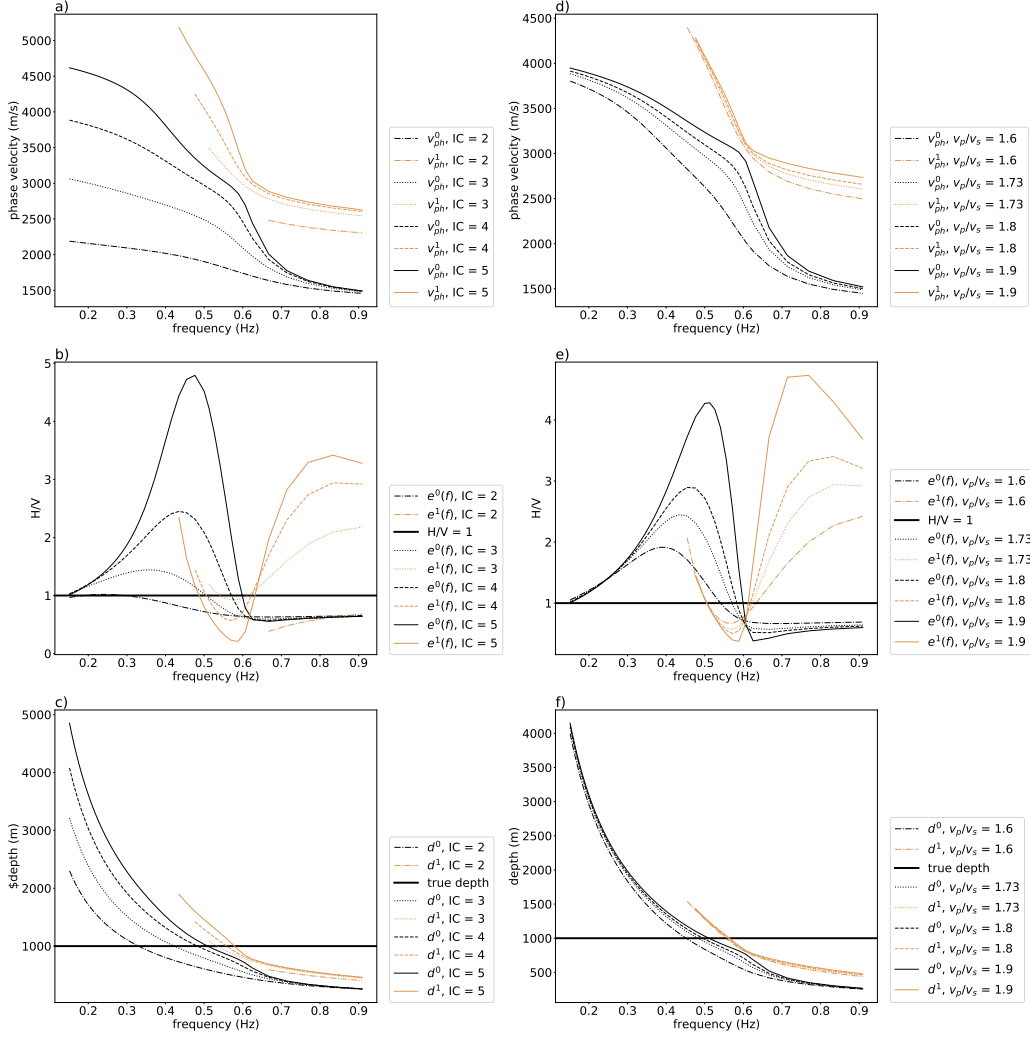 a)
5000
4500
4000
3500
3000
2500
2000
1500
phase velocity (m/s)
0.2 0.3 0.4 0.5 0.6 0.7 0.8 0.9
frequency (Hz)
v⁰ₚₕ, IC = 2
v¹ₚₕ, IC = 2
v⁰ₚₕ, IC = 3
v¹ₚₕ, IC = 3
v⁰ₚₕ, IC = 4
v¹ₚₕ, IC = 4
v⁰ₚₕ, IC = 5
v¹ₚₕ, IC = 5
d)
4500
4000
3500
3000
2500
2000
1500
phase velocity (m/s)
0.2 0.3 0.4 0.5 0.6 0.7 0.8 0.9
frequency (Hz)
v⁰ₚₕ, vₚ/vₛ = 1.6
v¹ₚₕ, vₚ/vₛ = 1.6
v⁰ₚₕ, vₚ/vₛ = 1.73
v¹ₚₕ, vₚ/vₛ = 1.73
v⁰ₚₕ, vₚ/vₛ = 1.8
v¹ₚₕ, vₚ/vₛ = 1.8
v⁰ₚₕ, vₚ/vₛ = 1.9
v¹ₚₕ, vₚ/vₛ = 1.9
b)
5
4
3
2
1
0
H/V
0.2 0.3 0.4 0.5 0.6 0.7 0.8 0.9
frequency (Hz)
e⁰(f), IC = 2
e¹(f), IC = 2
H/V = 1
e⁰(f), IC = 3
e¹(f), IC = 3
e⁰(f), IC = 4
e¹(f), IC = 4
e⁰(f), IC = 5
e¹(f), IC = 5
e)
4
3
2
1
H/V
0.2 0.3 0.4 0.5 0.6 0.7 0.8 0.9
frequency (Hz)
e⁰(f), vₚ/vₛ = 1.6
e¹(f), vₚ/vₛ = 1.6
H/V = 1
e⁰(f), vₚ/vₛ = 1.73
e¹(f), vₚ/vₛ = 1.73
e⁰(f), vₚ/vₛ = 1.8
e¹(f), vₚ/vₛ = 1.8
e⁰(f), vₚ/vₛ = 1.9
e¹(f), vₚ/vₛ = 1.9
c)
5000
4000
3000
2000
1000
$depth (m)
0.2 0.3 0.4 0.5 0.6 0.7 0.8 0.9
frequency (Hz)
d⁰, IC = 2
d¹, IC = 2
true depth
d⁰, IC = 3
d¹, IC = 3
d⁰, IC = 4
d¹, IC = 4
d⁰, IC = 5
d¹, IC = 5
f)
4000
3500
3000
2500
2000
1500
1000
500
depth (m)
0.2 0.3 0.4 0.5 0.6 0.7 0.8 0.9
frequency (Hz)
d⁰, vₚ/vₛ = 1.6
d¹, vₚ/vₛ = 1.6
true depth
d⁰, vₚ/vₛ = 1.73
d¹, vₚ/vₛ = 1.73
d⁰, vₚ/vₛ = 1.8
d¹, vₚ/vₛ = 1.8
d⁰, vₚ/vₛ = 1.9
d¹, vₚ/vₛ = 1.9